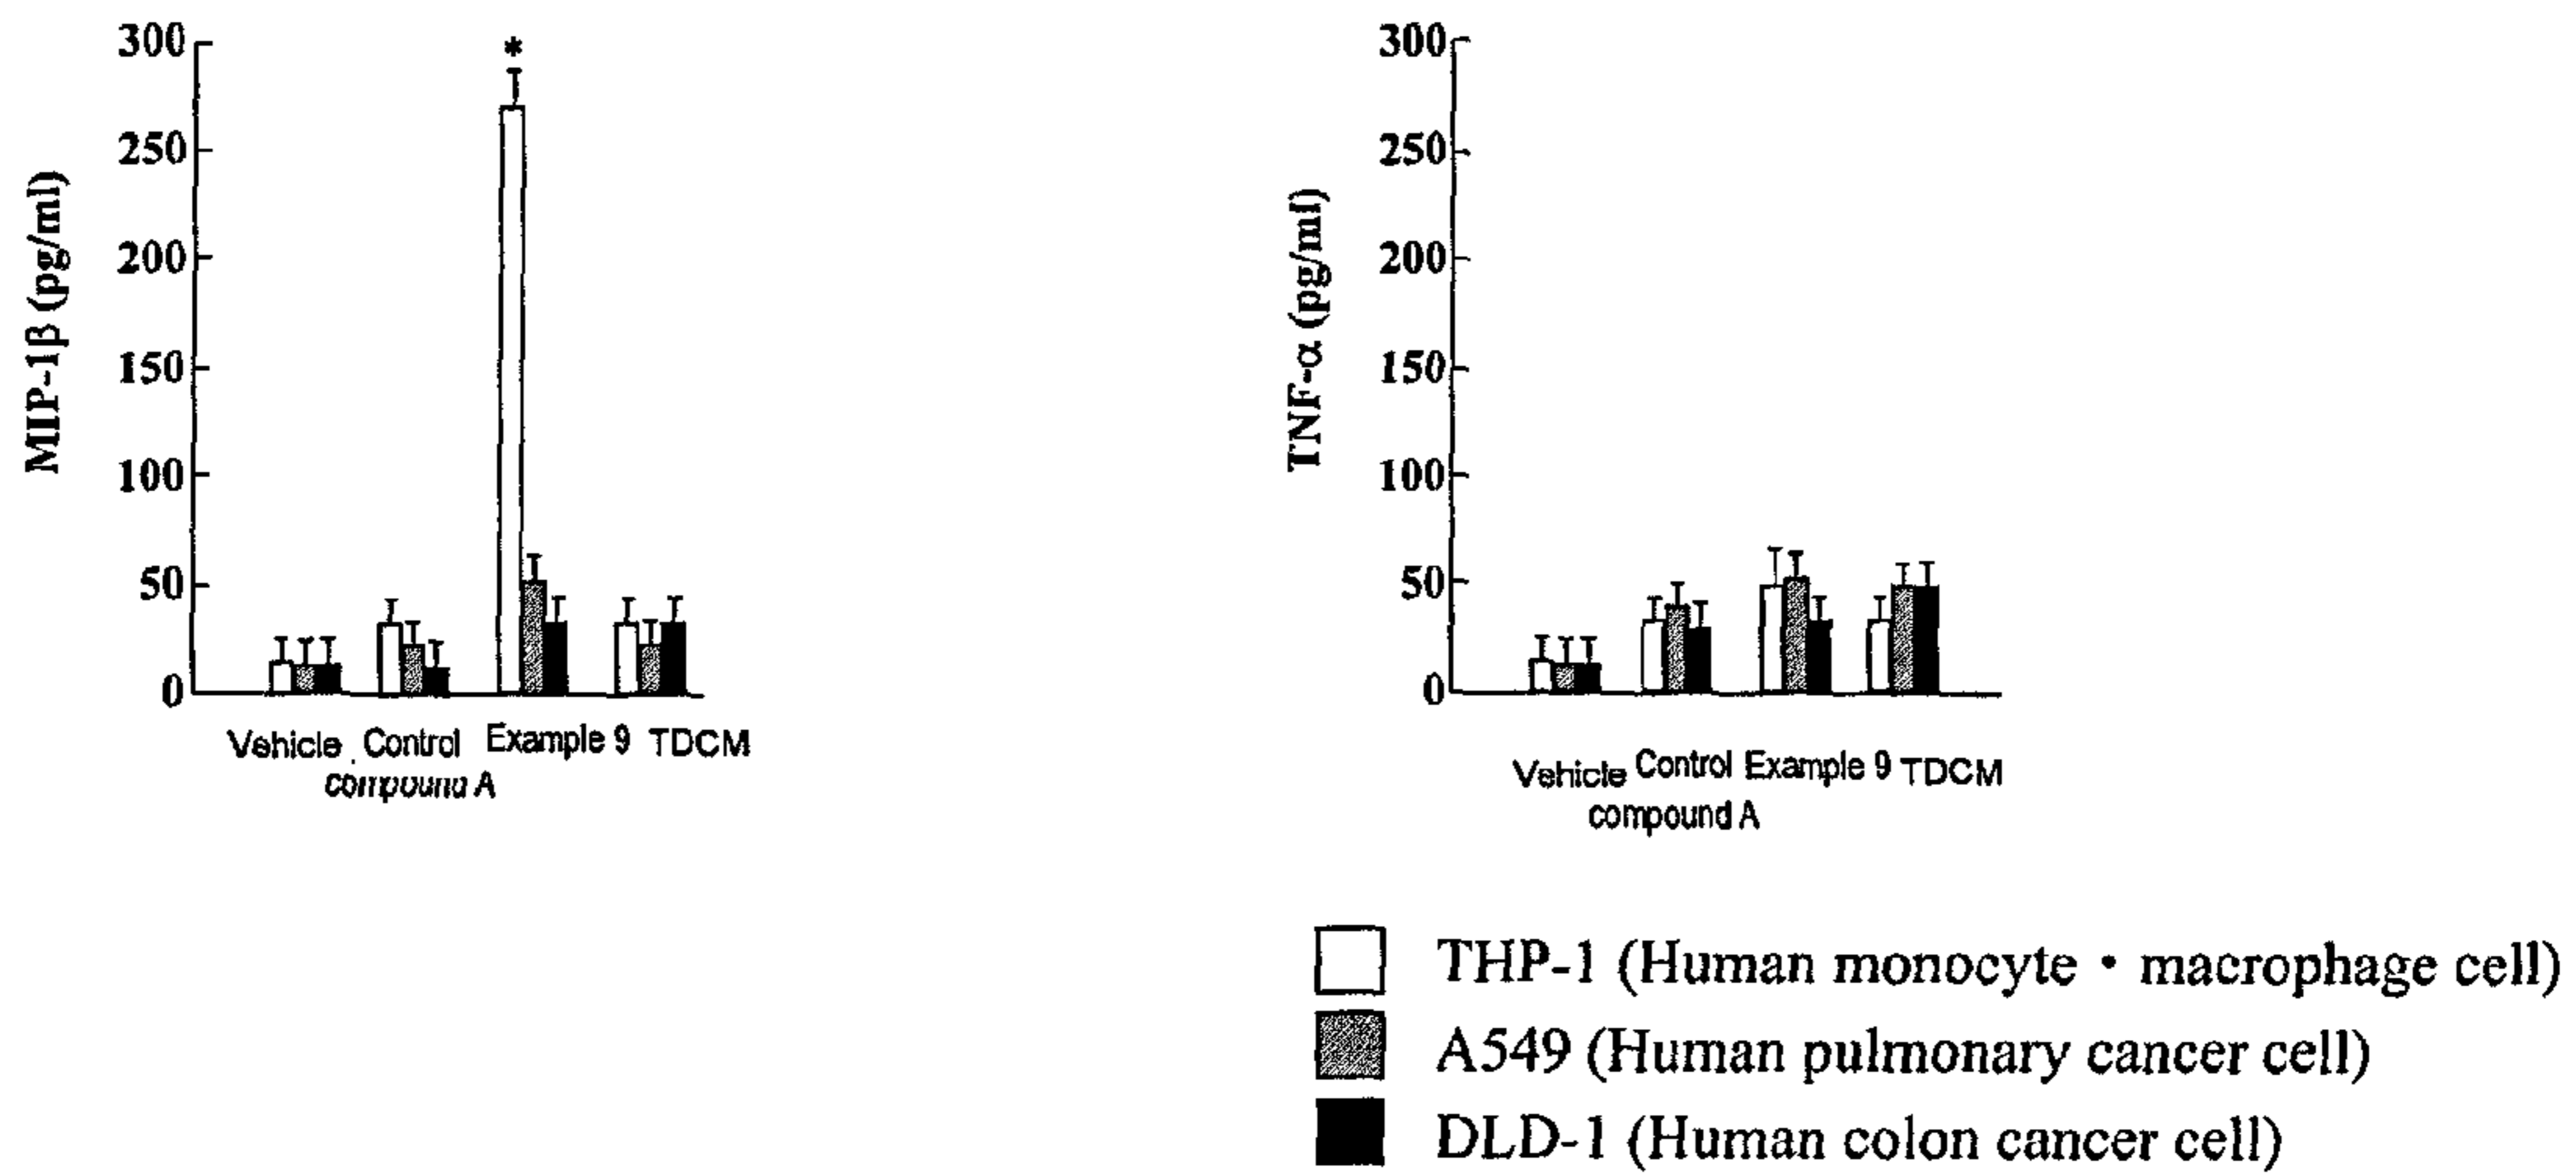 MIP-1β (pg/ml)
300
250
200
150
100
50
0
*
Vehicle Control Example 9 TDCM
compound A
TNF-α (pg/ml)
300
250
200
150
100
50
0
Vehicle Control Example 9 TDCM
compound A
THP-1 (Human monocyte・macrophage cell)
A549 (Human pulmonary cancer cell)
DLD-1 (Human colon cancer cell)